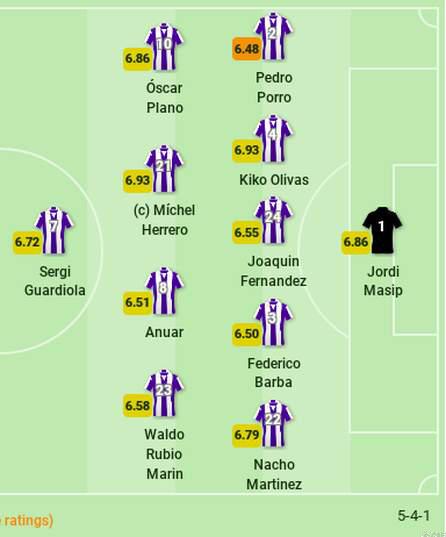 10
6.86
Óscar
Plano
2
6.48
Pedro
Porro
21
6.93
(c) Míchel
Herrero
4
6.93
Kiko Olivas
7
6.72
Sergi
Guardiola
24
6.55
Joaquin
Fernandez
1
6.86
Jordi
Masip
8
6.51
Anuar
3
6.50
Federico
Barba
23
6.58
Waldo
Rubio
Marin
22
6.79
Nacho
Martinez
ratings)
5-4-1